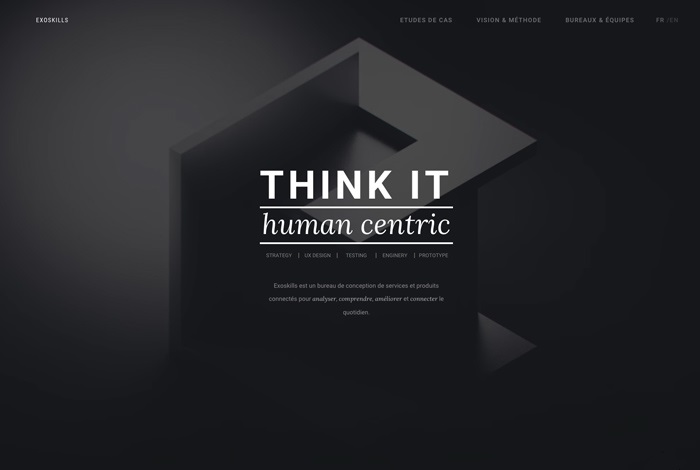 EXOSKILLS
ETUDES DE CAS VISION & MÉTHODE BUREAUX & ÉQUIPES FR /EN
THINK IT
human centric
STRATEGY | UX DESIGN | TESTING | ENGINERY | PROTOTYPE
Exoskills est un bureau de conception de services et produits
connectés pour analyser, comprendre, améliorer et connecter le
quotidien.